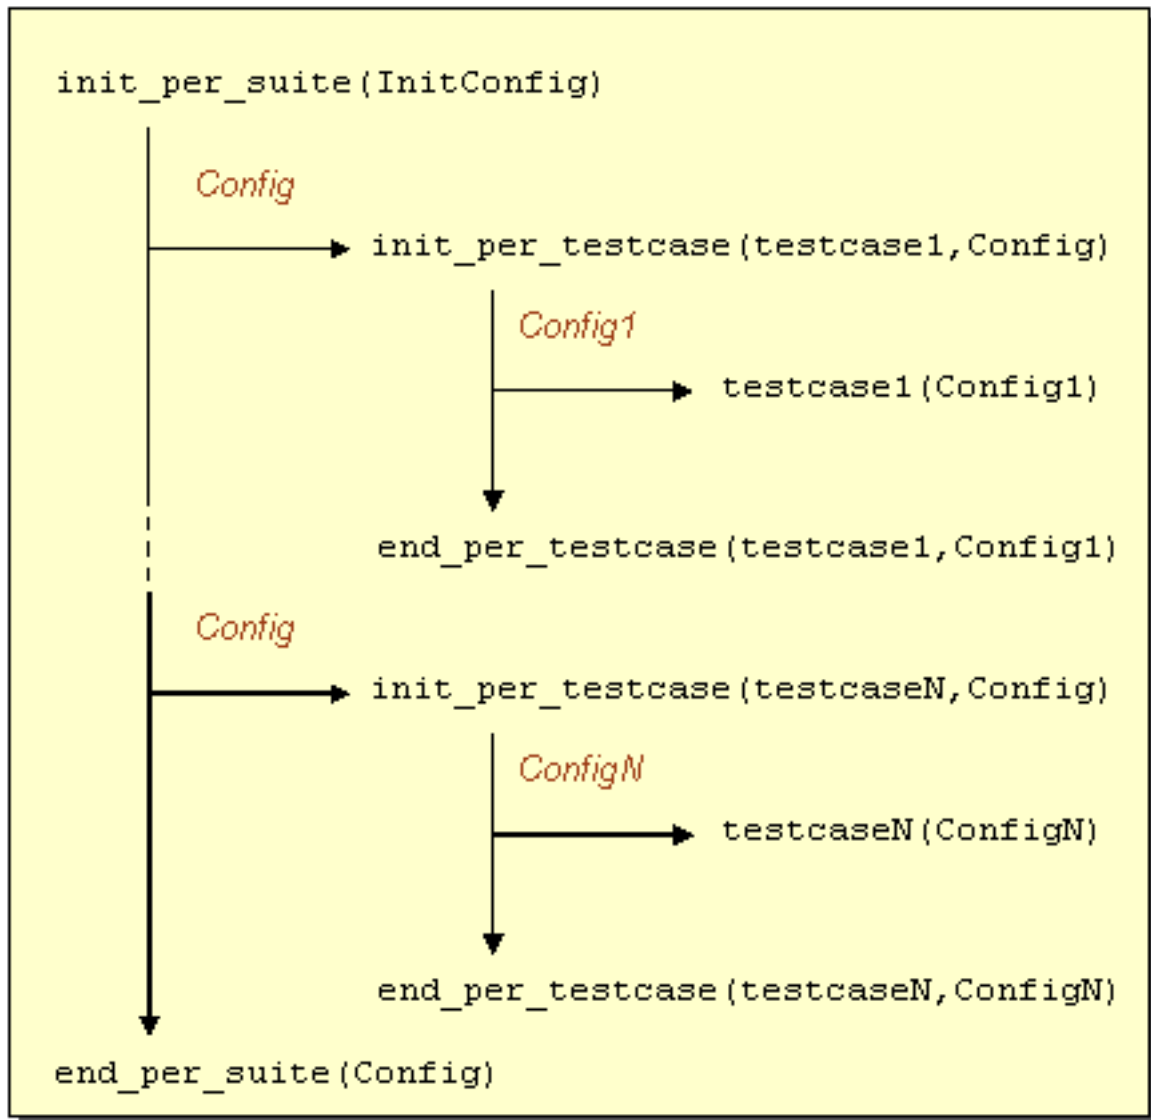 init_per_suite(InitConfig)
Config
init_per_testcase(testcase1,Config)
Config1
testcase1(Config1)
end_per_testcase(testcase1,Config1)
Config
init_per_testcase(testcaseN,Config)
ConfigN
testcaseN(ConfigN)
end_per_testcase(testcaseN,ConfigN)
end_per_suite(Config)